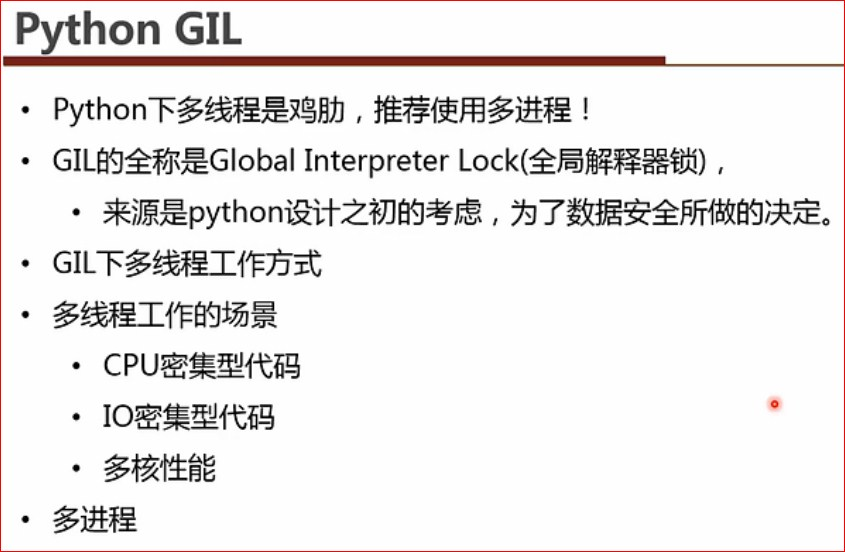 Python GIL
• Python下多线程是鸡肋，推荐使用多进程！
• GIL的全称是Global Interpreter Lock(全局解释器锁)，
• 来源是python设计之初的考虑，为了数据安全所做的决定。
• GIL下多线程工作方式
• 多线程工作的场景
• CPU密集型代码
• IO密集型代码
• 多核性能
• 多进程